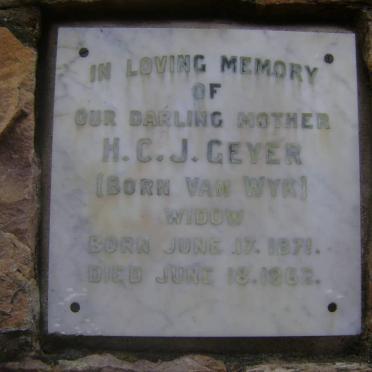 IN LOVING MEMORY
OF
OUR DARLING MOTHER
H. C. J. GEYER
(BORN VAN WYK)
WIDOW
BORN JUNE 17. 1871.
DIED JUNE 18.